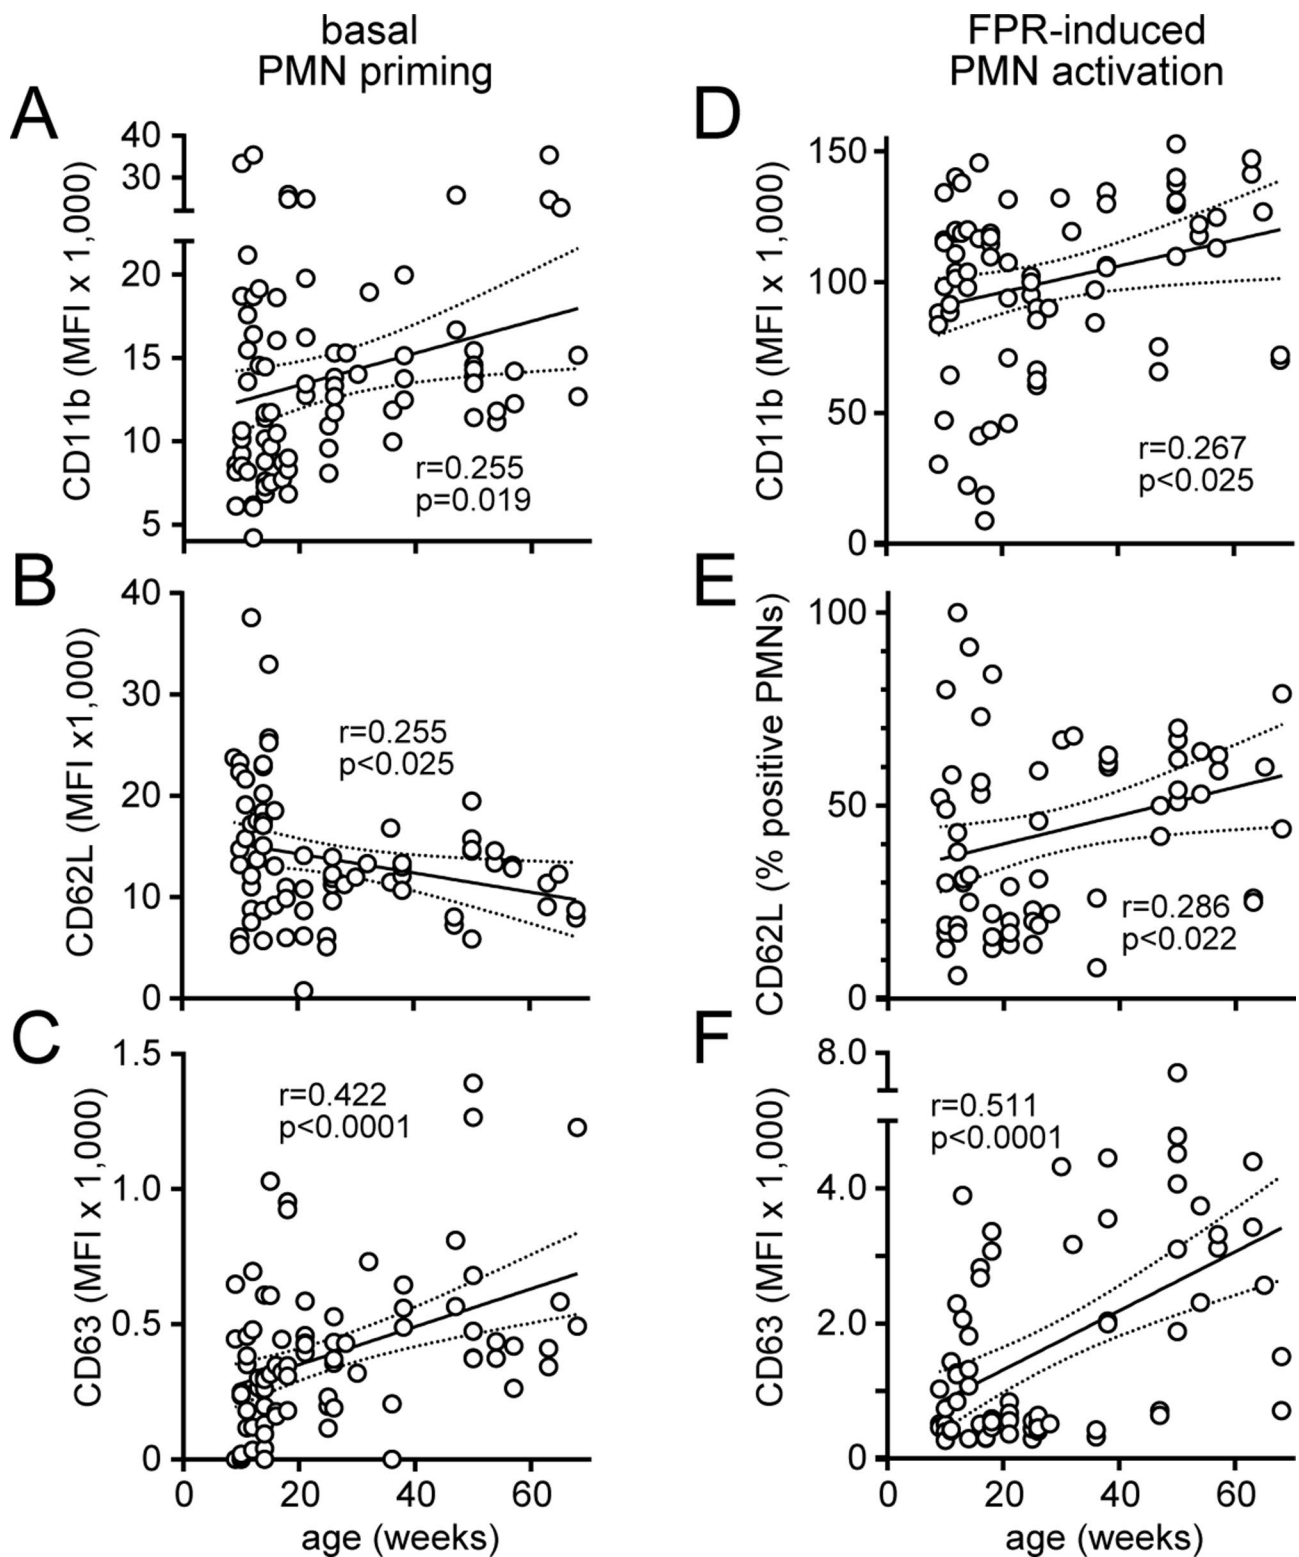 basal
PMN priming
FPR-induced
PMN activation
A
CD11b (MFI x 1,000)
40
30
20
15
10
5
r=0.255
p=0.019
D
CD11b (MFI x 1,000)
150
100
50
0
r=0.267
p<0.025
B
CD62L (MFI x1,000)
40
30
20
10
0
r=0.255
p<0.025
E
CD62L (% positive PMNs)
100
50
0
r=0.286
p<0.022
C
CD63 (MFI x 1,000)
1.5
1.0
0.5
0
r=0.422
p<0.0001
0 20 40 60
age (weeks)
F
CD63 (MFI x 1,000)
8.0
4.0
2.0
0
r=0.511
p<0.0001
0 20 40 60
age (weeks)